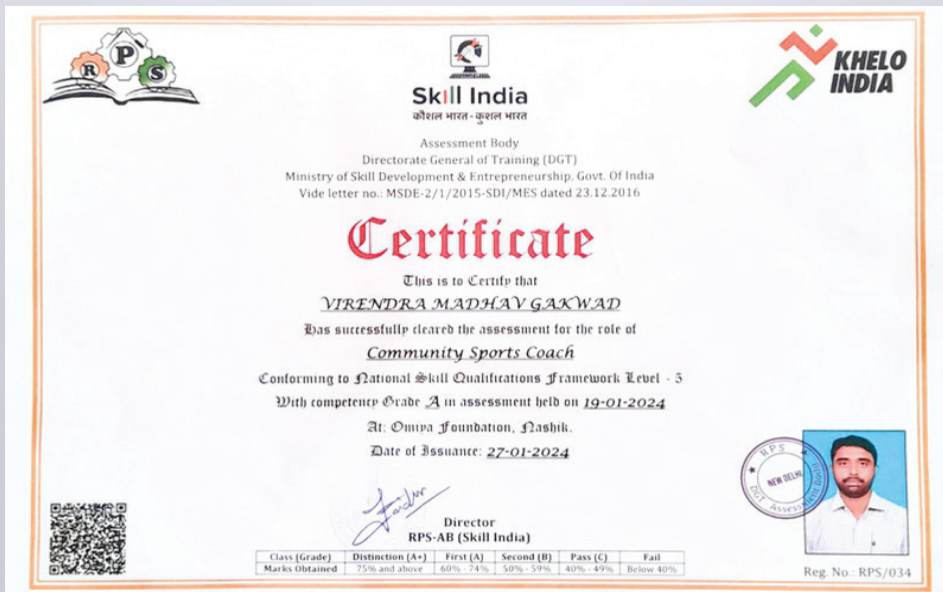 R P S
Skill India
कौशल भारत - कुशल भारत
KHELO
INDIA
Assessment Body
Directorate General of Training (DGT)
Ministry of Skill Development & Entrepreneurship, Govt. Of India
Vide letter no.: MSDE-2/1/2015-SDI/MES dated 23.12.2016
Certificate
This is to Certify that
VIRENDRA MADHAV GAKWAD
Has successfully cleared the assessment for the role of
Community Sports Coach
Conforming to National Skill Qualifications Framework Level - 5
With competency Grade A in assessment held on 19-01-2024
At: Omiya Foundation, Nashik.
Date of Issuance: 27-01-2024
RPS
NEW DELHI
DGT Assessment Body
Director
RPS-AB (Skill India)
Class (Grade) Distinction (A+) First (A) Second (B) Pass (C) Fail
Marks Obtained 75% and above 60% - 74% 50% - 59% 40% - 49% Below 40%
Reg. No.: RPS/034